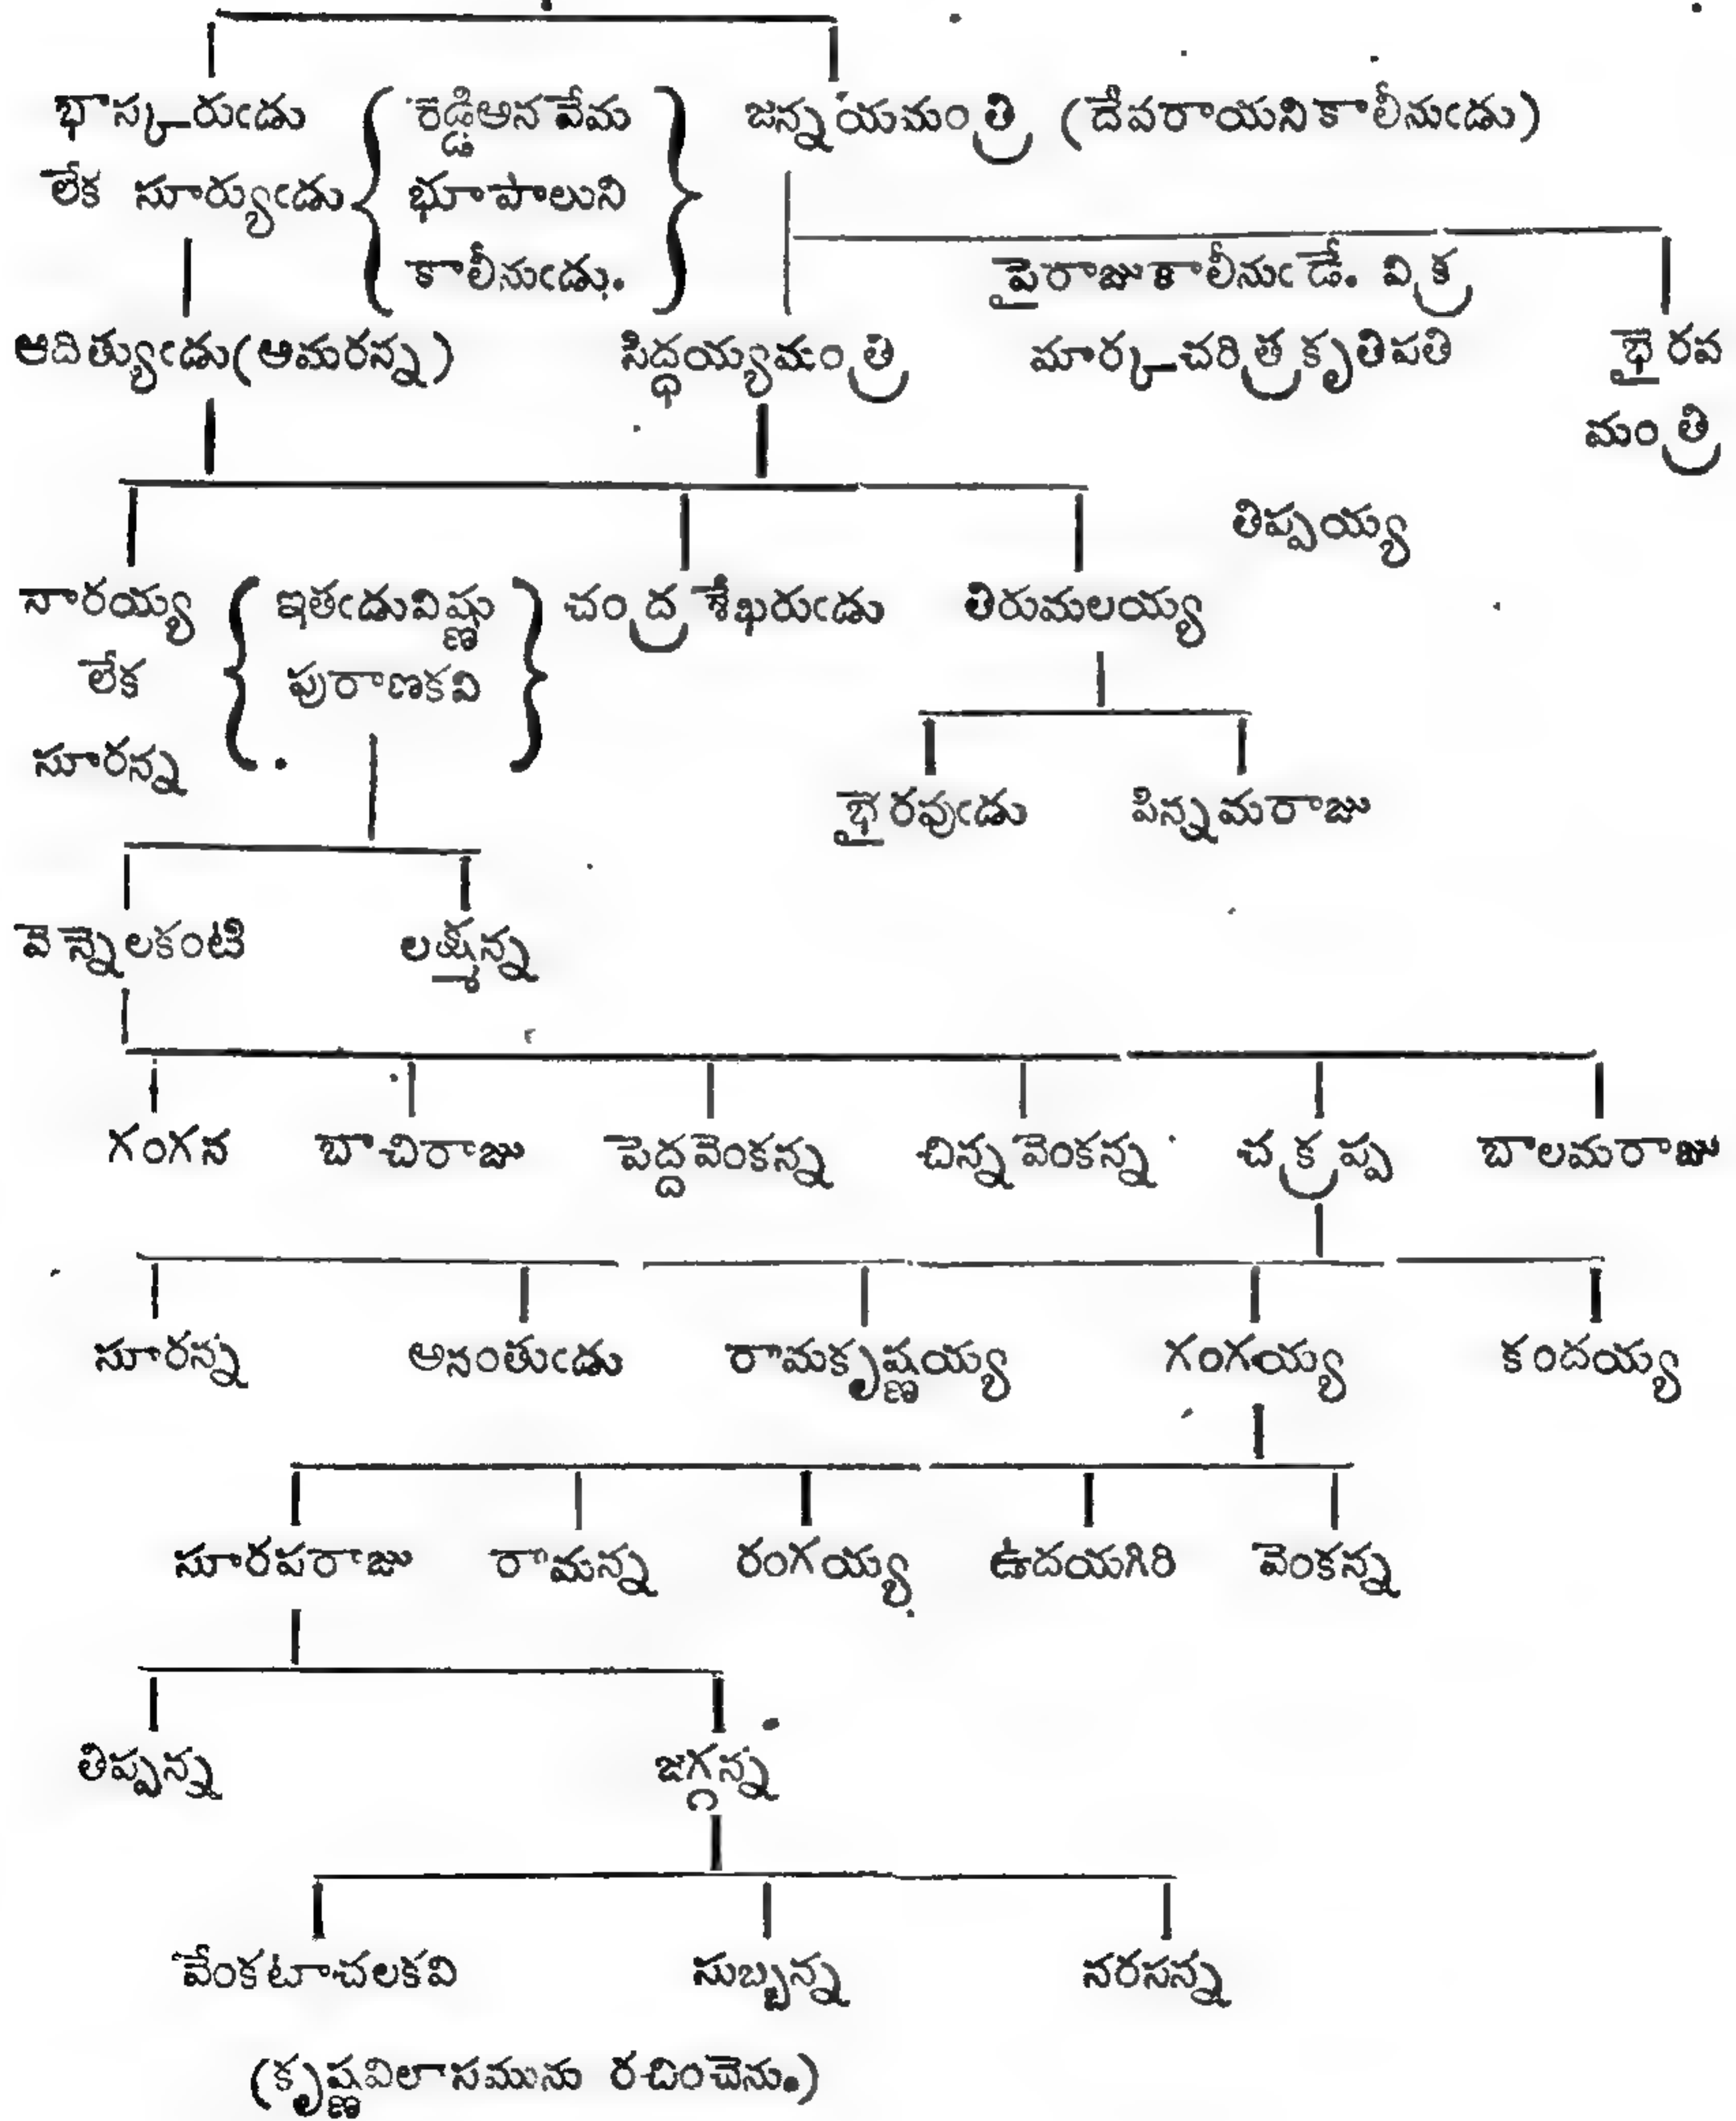 భాస్కరుఁడు { రెడ్డిఅనవేమ } జన్నయమంత్రి (దేవరాయనికాలీనుఁడు)
లేక సూర్యుఁడు { భూపాలుని }
కాలీనుఁడు. పైరాజుకాలీనుఁడే. విక్ర
ఆదిత్యుఁడు(ఆమరన్న) సిద్ధయ్యమంత్రి మార్కచరిత్రకృతిపతి భైరవ
మంత్రి
తిప్పయ్య
నారయ్య { ఇతఁడువిష్ణు } చంద్రశేఖరుఁడు తిరుమలయ్య
లేక { పురాణకవి }
సూరన్న .
భైరవుఁడు పిన్నమరాజు
వెన్నెలకంటి లక్ష్మన్న
గంగన బాచిరాజు పెద్దవెంకన్న చిన్నవెంకన్న చక్రప్ప బాలమరాజు
సూరన్న అనంతుఁడు రామకృష్ణయ్య గంగయ్య కందయ్య
సూరపరాజు రామన్న రంగయ్య ఉదయగిరి వెంకన్న
తిప్పన్న జగ్గన్న
వేంకటాచలకవి సుబ్బన్న నరసన్న
(కృష్ణవిలాసమును రచించెను.)